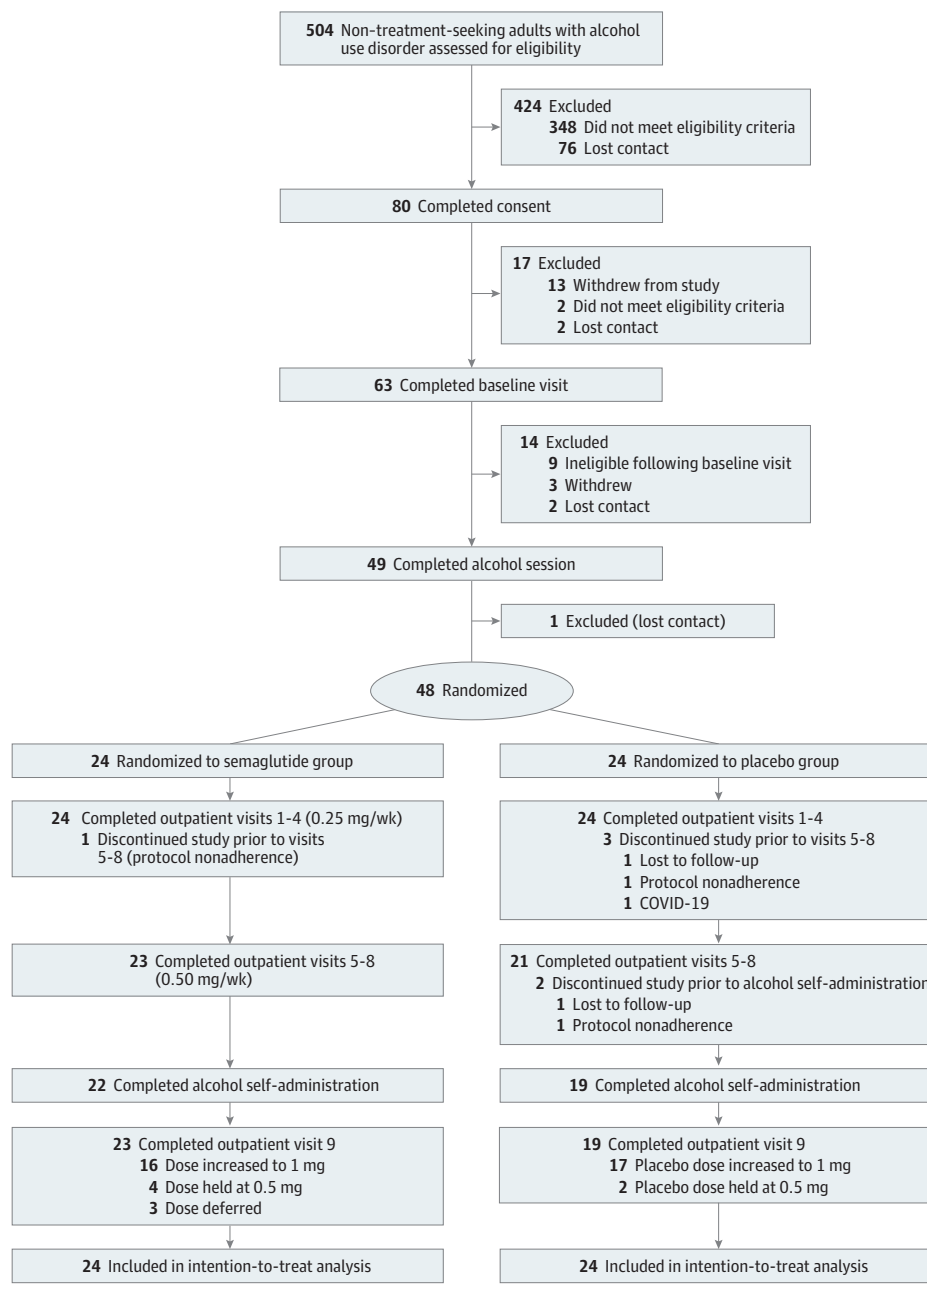 504 Non-treatment-seeking adults with alcohol
use disorder assessed for eligibility
424 Excluded
348 Did not meet eligibility criteria
76 Lost contact
80 Completed consent
17 Excluded
13 Withdrew from study
2 Did not meet eligibility criteria
2 Lost contact
63 Completed baseline visit
14 Excluded
9 Ineligible following baseline visit
3 Withdrew
2 Lost contact
49 Completed alcohol session
1 Excluded (lost contact)
48 Randomized
24 Randomized to semaglutide group
24 Completed outpatient visits 1-4 (0.25 mg/wk)
1 Discontinued study prior to visits
5-8 (protocol nonadherence)
23 Completed outpatient visits 5-8
(0.50 mg/wk)
22 Completed alcohol self-administration
23 Completed outpatient visit 9
16 Dose increased to 1 mg
4 Dose held at 0.5 mg
3 Dose deferred
24 Included in intention-to-treat analysis
24 Randomized to placebo group
24 Completed outpatient visits 1-4
3 Discontinued study prior to visits 5-8
1 Lost to follow-up
1 Protocol nonadherence
1 COVID-19
21 Completed outpatient visits 5-8
2 Discontinued study prior to alcohol self-administration
1 Lost to follow-up
1 Protocol nonadherence
19 Completed alcohol self-administration
19 Completed outpatient visit 9
17 Placebo dose increased to 1 mg
2 Placebo dose held at 0.5 mg
24 Included in intention-to-treat analysis